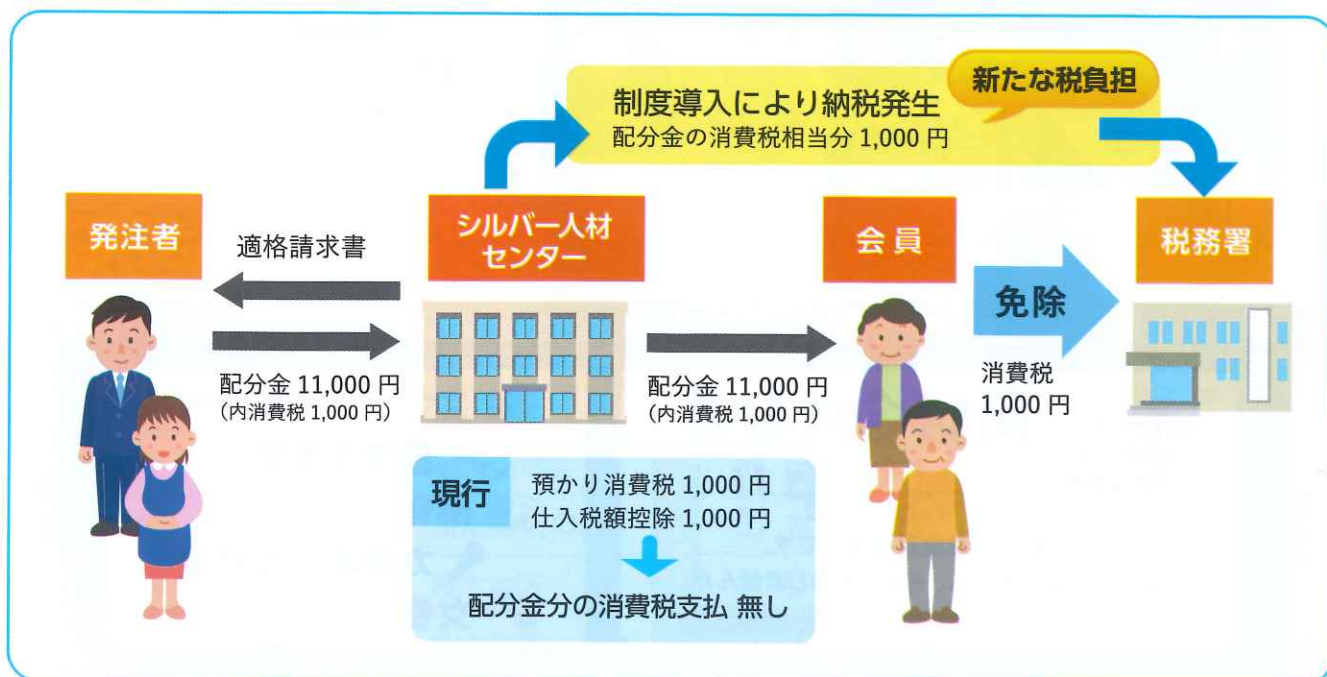 新たな税負担
制度導入により納税発生
配分金の消費税相当分 1,000 円
発注者
適格請求書
シルバー人材
センター
会員
税務署
免除
配分金 11,000 円
(内消費税 1,000 円)
配分金 11,000 円
(内消費税 1,000 円)
消費税
1,000 円
現行
預かり消費税 1,000 円
仕入税額控除 1,000 円
配分金分の消費税支払 無し